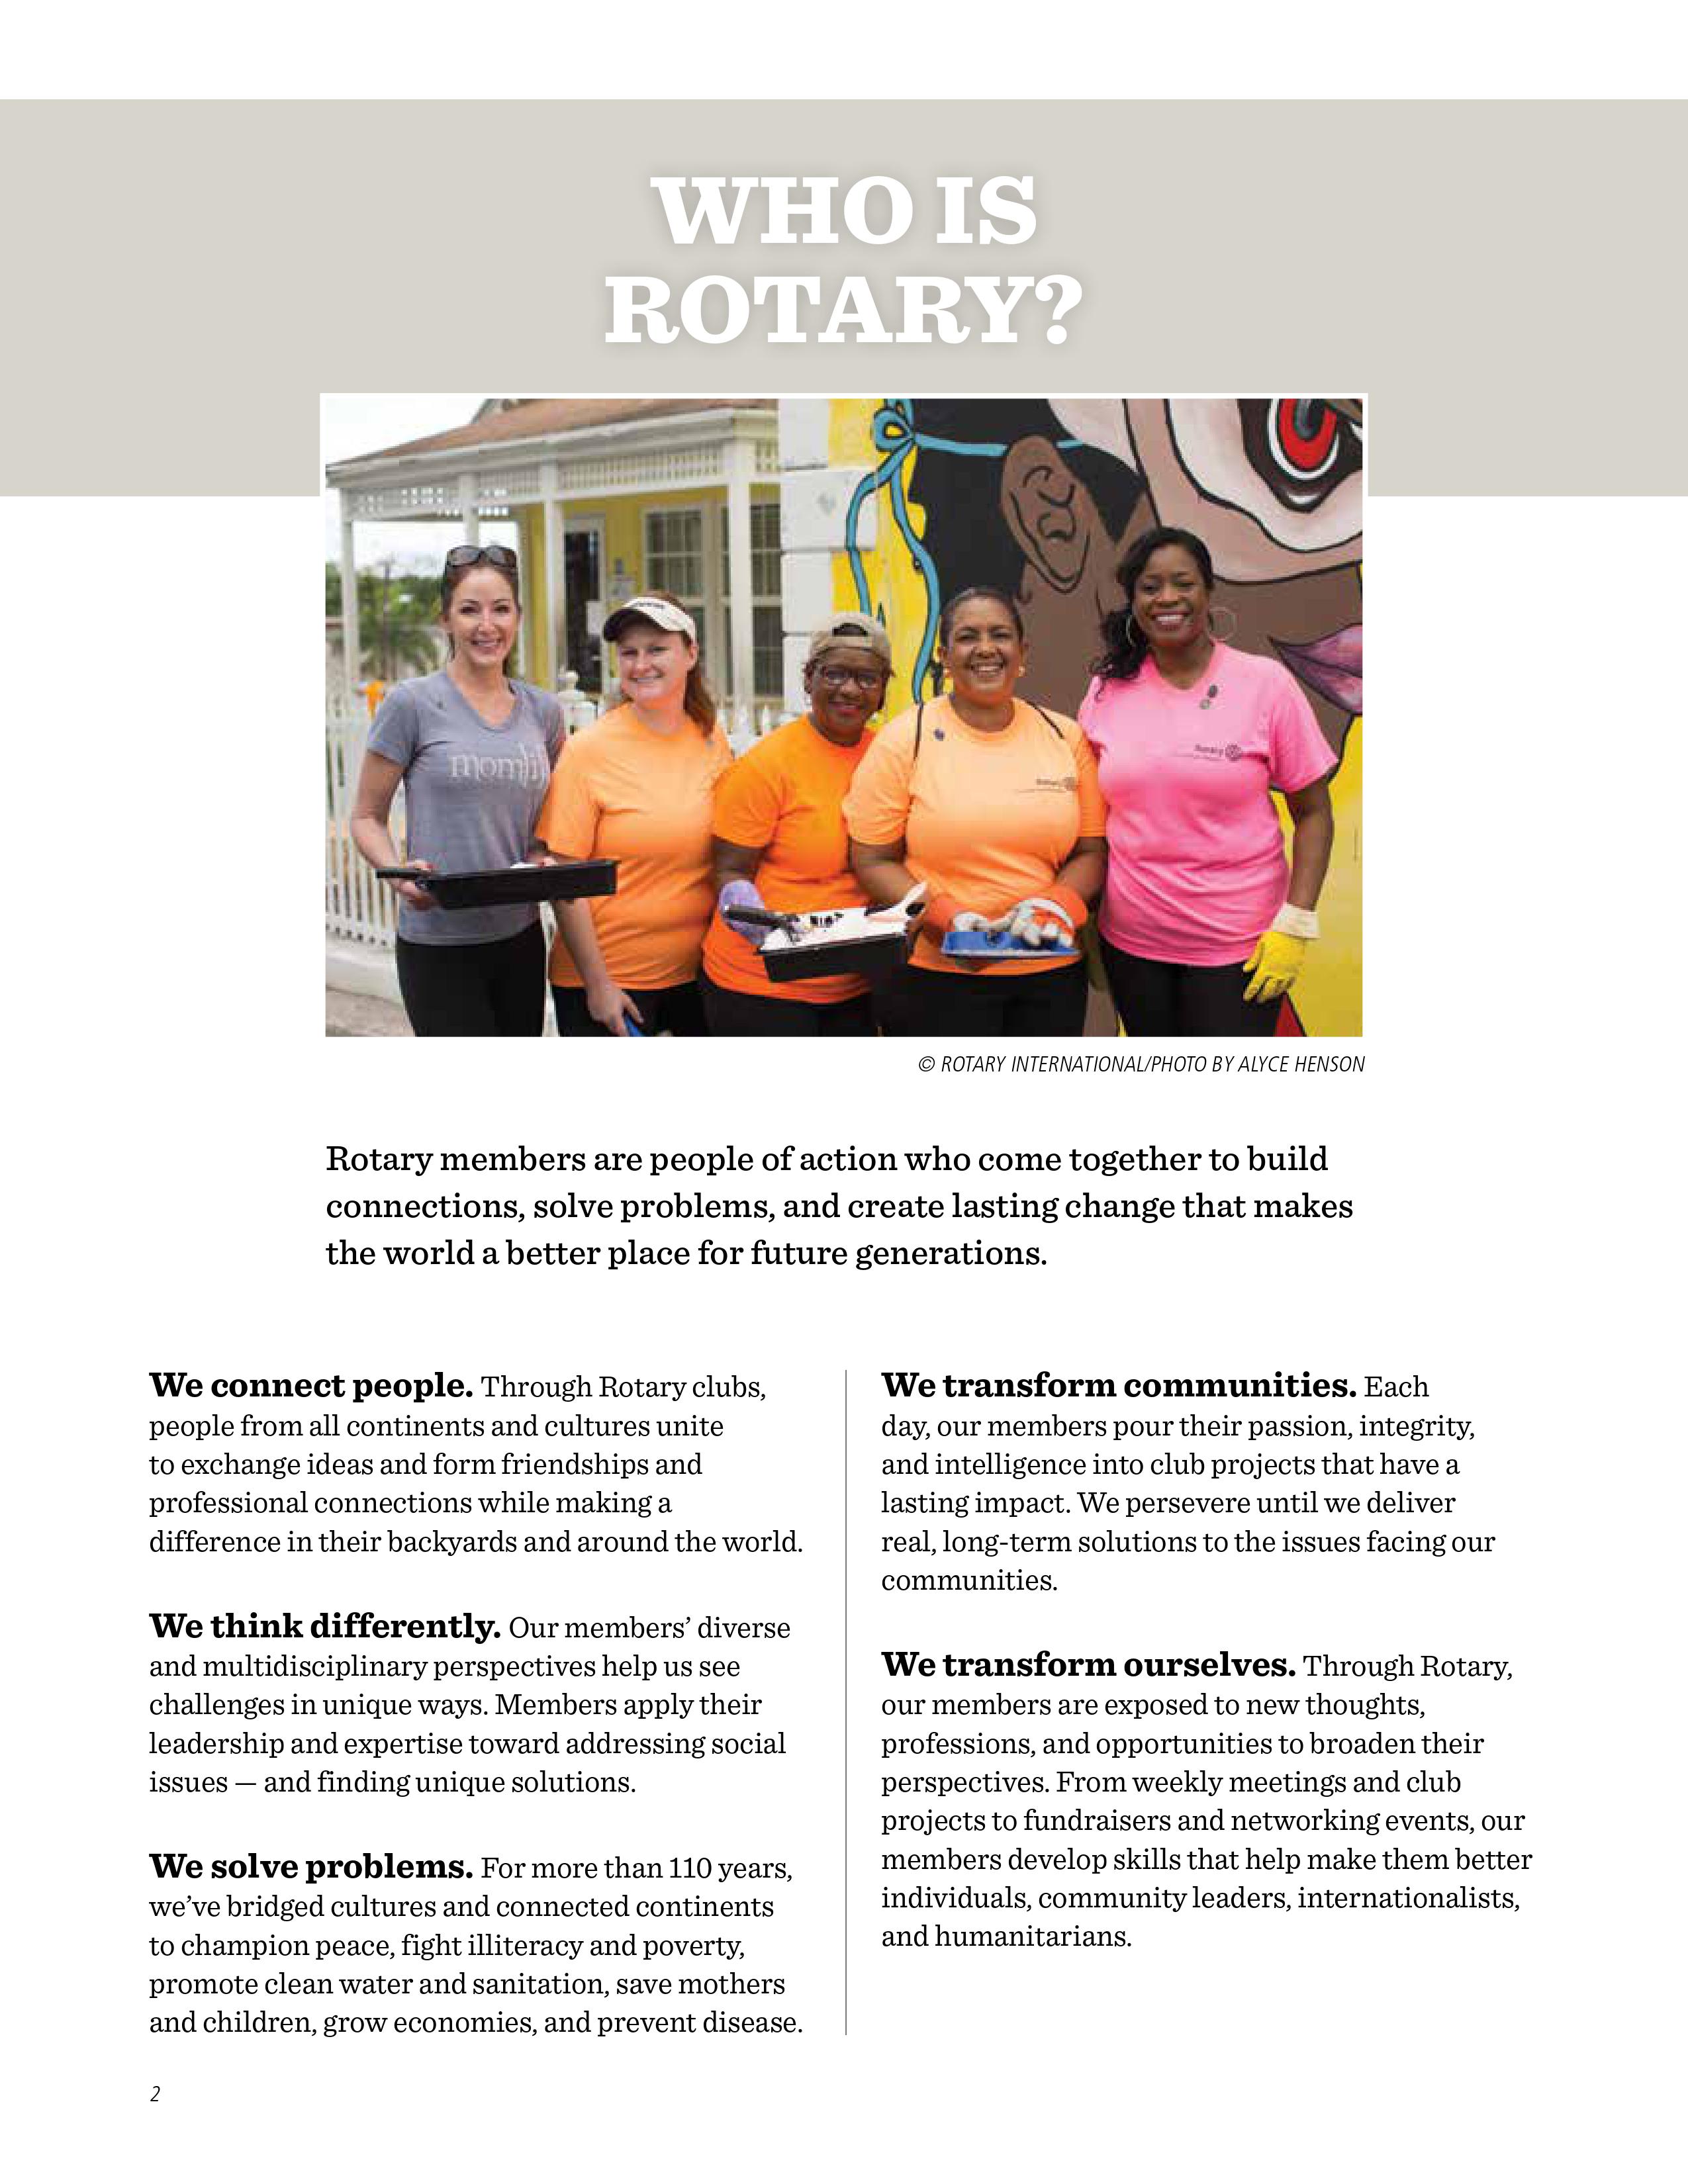 WHO IS
ROTARY?
momli
Rotary
Rotary
© ROTARY INTERNATIONAL/PHOTO BY ALYCE HENSON
Rotary members are people of action who come together to build
connections, solve problems, and create lasting change that makes
the world a better place for future generations.
We connect people. Through Rotary clubs,
people from all continents and cultures unite
to exchange ideas and form friendships and
professional connections while making a
difference in their backyards and around the world.
We think differently. Our members’ diverse
and multidisciplinary perspectives help us see
challenges in unique ways. Members apply their
leadership and expertise toward addressing social
issues — and finding unique solutions.
We solve problems. For more than 110 years,
we’ve bridged cultures and connected continents
to champion peace, fight illiteracy and poverty,
promote clean water and sanitation, save mothers
and children, grow economies, and prevent disease.
We transform communities. Each
day, our members pour their passion, integrity,
and intelligence into club projects that have a
lasting impact. We persevere until we deliver
real, long-term solutions to the issues facing our
communities.
We transform ourselves. Through Rotary,
our members are exposed to new thoughts,
professions, and opportunities to broaden their
perspectives. From weekly meetings and club
projects to fundraisers and networking events, our
members develop skills that help make them better
individuals, community leaders, internationalists,
and humanitarians.
2